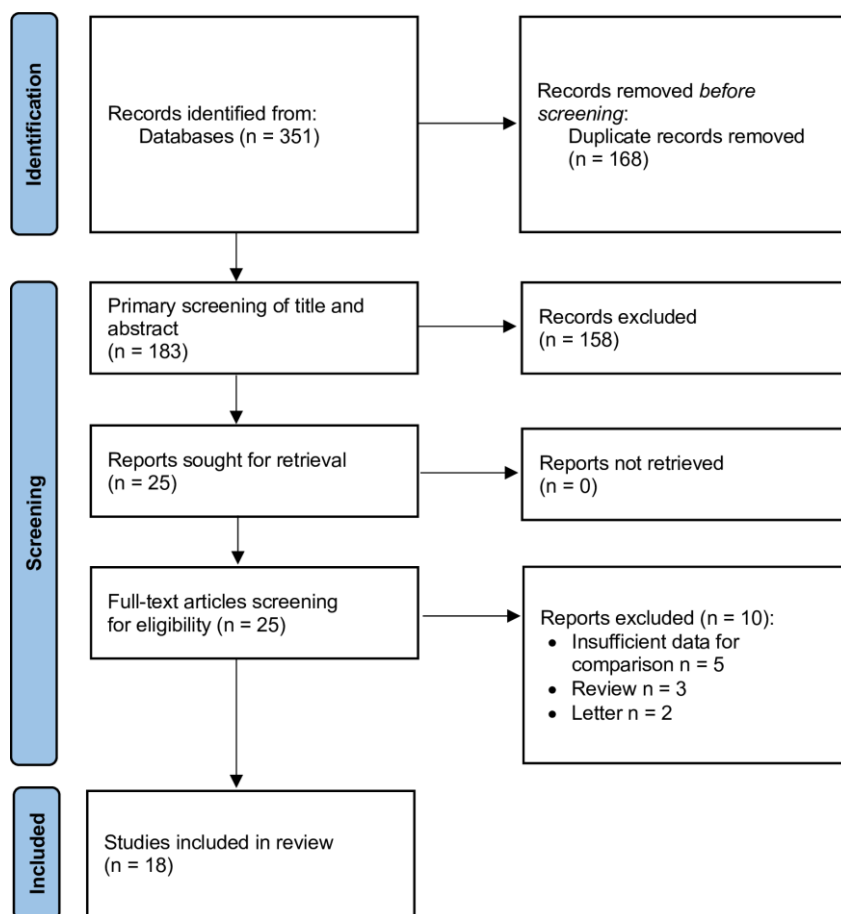 Identification
Records identified from:
Databases (n = 351)
Records removed before
screening:
Duplicate records removed
(n = 168)
Screening
Primary screening of title and
abstract
(n = 183)
Records excluded
(n = 158)
Reports sought for retrieval
(n = 25)
Reports not retrieved
(n = 0)
Full-text articles screening
for eligibility (n = 25)
Reports excluded (n = 10):
• Insufficient data for
comparison n = 5
• Review n = 3
• Letter n = 2
Included
Studies included in review
(n = 18)